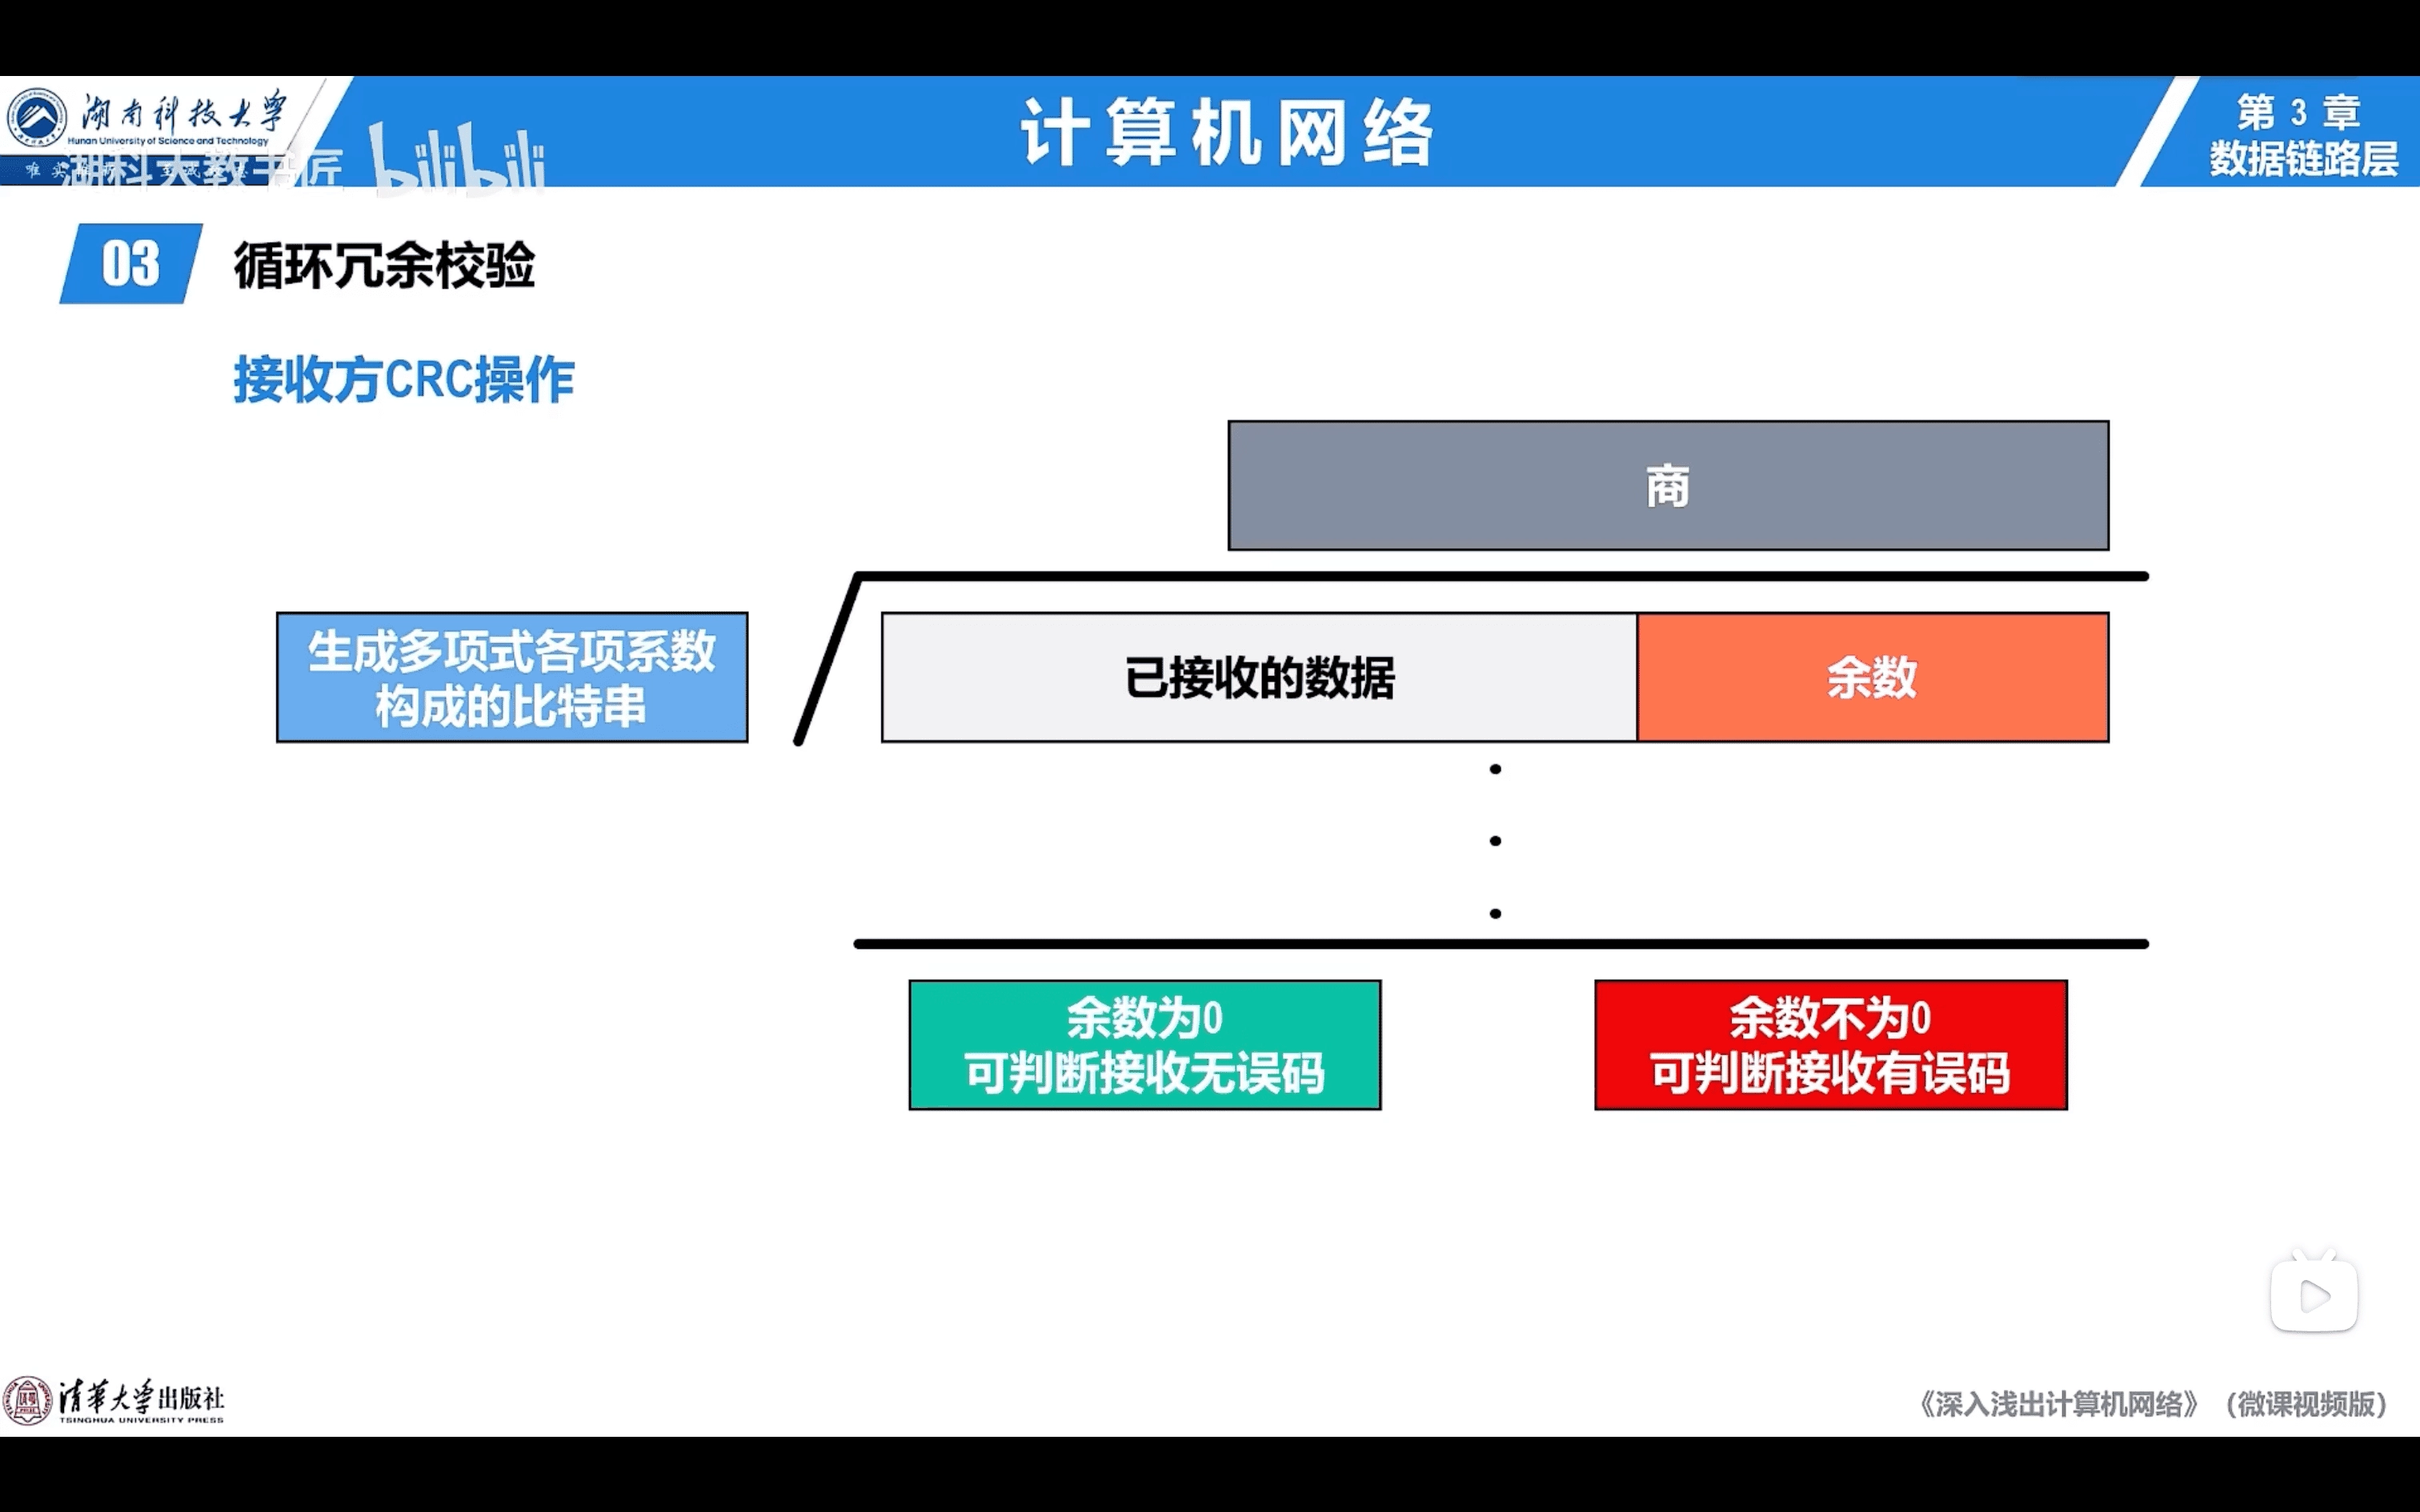 湖南科技大学
Hunan University of Science and Technology
湖科大教书匠
bilibili
计算机网络
第 3 章
数据链路层
03
循环冗余校验
接收方CRC操作
商
生成多项式各项系数
构成的比特串
已接收的数据
余数
余数为0
可判断接收无误码
余数不为0
可判断接收有误码
清华大学出版社
TSINGHUA UNIVERSITY PRESS
《深入浅出计算机网络》（微课视频版）